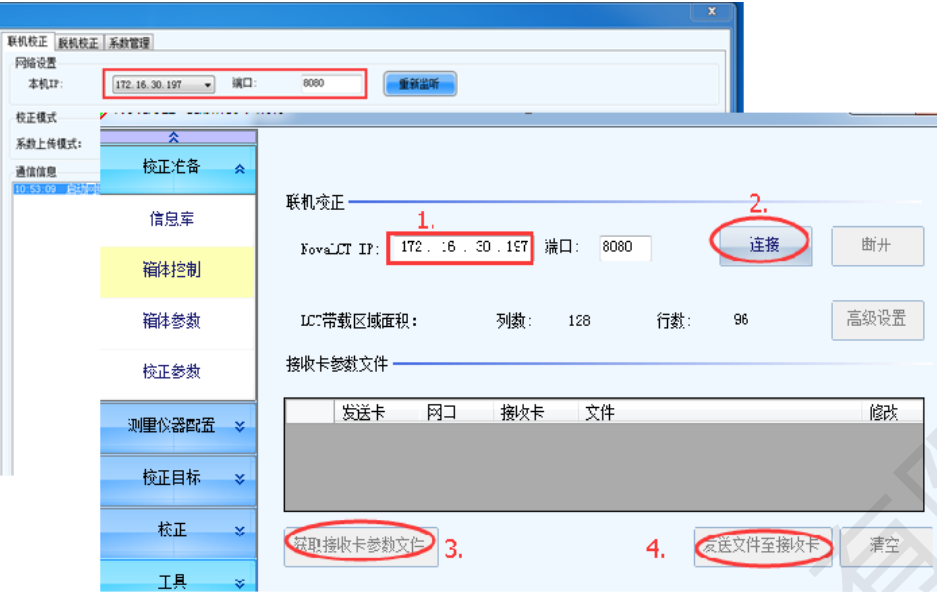 联机校正 脱机校正 系数管理
网络设置
本机IP: 172.16.30.197 端口: 8080 重新监听
校正模式
系数上传模式:
通信信息
10:53:09
校正准备
信息库
箱体控制
箱体参数
校正参数
测量仪器配置
校正目标
校正
工具
联机校正
1.
2.
NovaLCT IP: 172 . 16 . 30 . 197 端口: 8080 连接 断开
LCT带载区域面积: 列数: 128 行数: 96 高级设置
接收卡参数文件
发送卡 网口 接收卡 文件 修改
获取接收卡参数文件 3. 4. 发送文件至接收卡 清空
有限